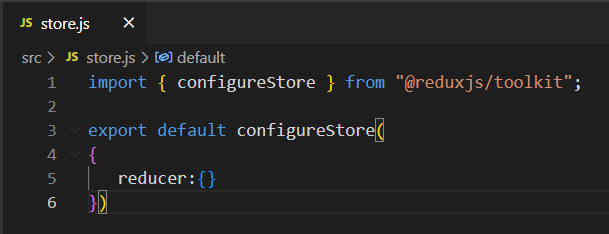 JS store.js ×
src > JS store.js > default
1 import { configureStore } from "@reduxjs/toolkit";
2
3 export default configureStore(
4 {
5 reducer:{}
6 })